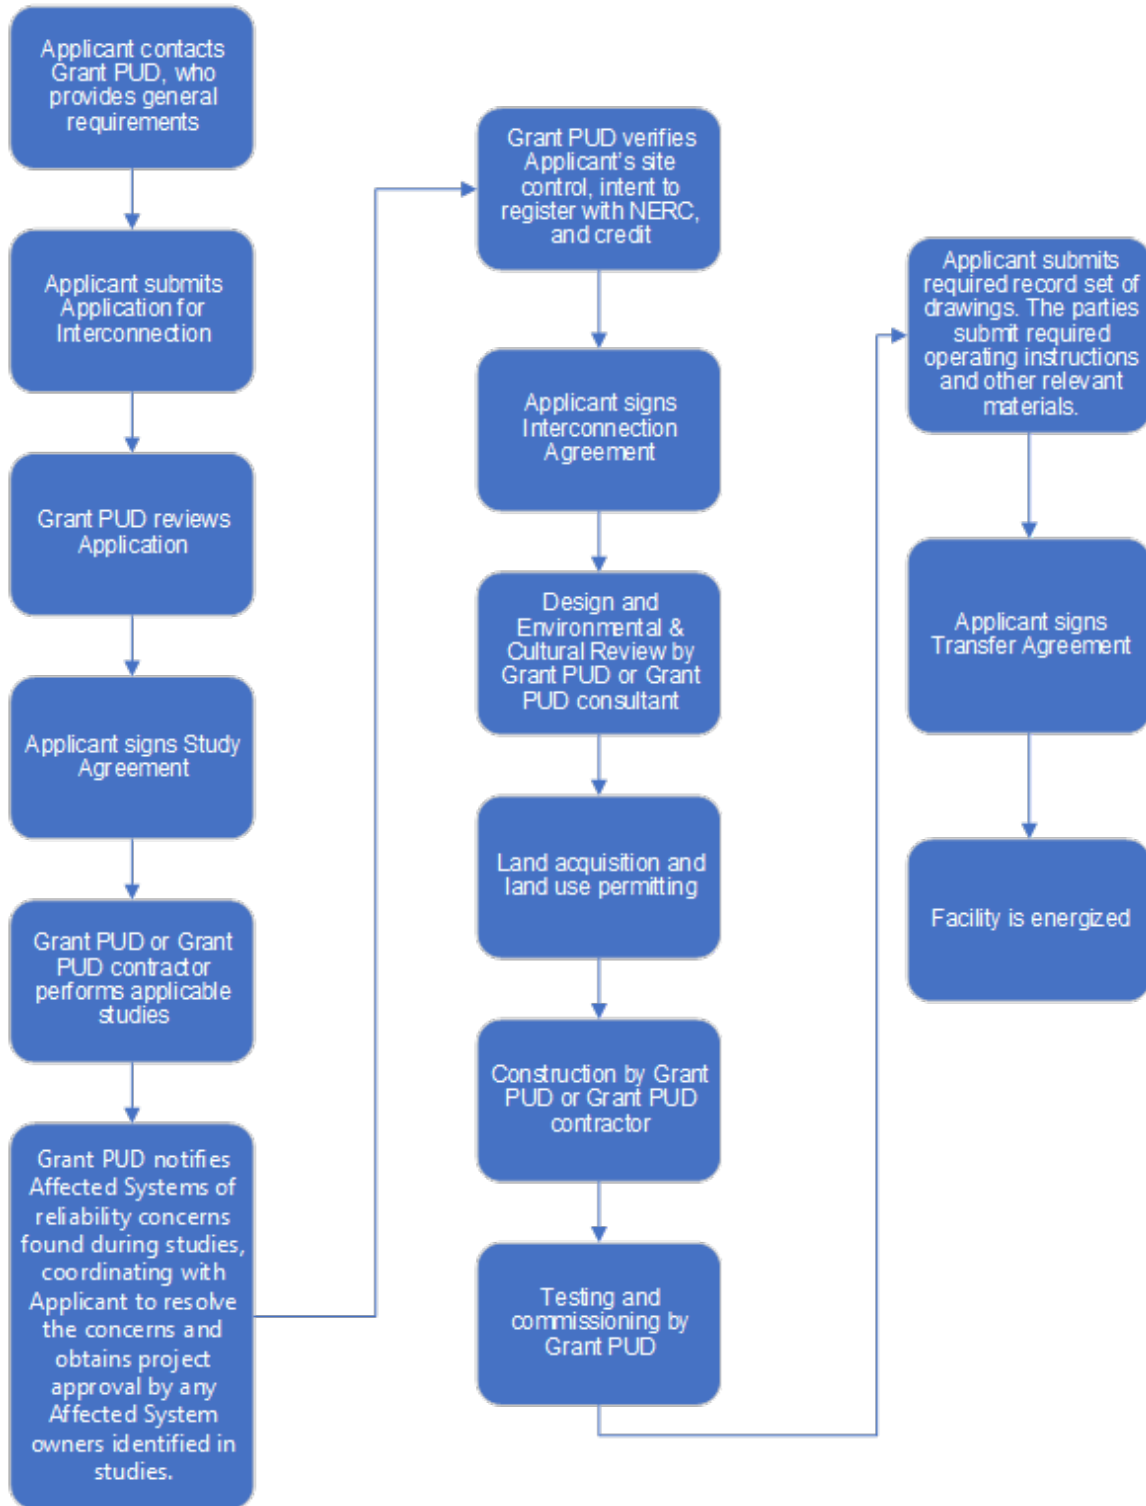 Applicant contacts
Grant PUD, who
provides general
requirements
Applicant submits
Application for
Interconnection
Grant PUD reviews
Application
Applicant signs Study
Agreement
Grant PUD or Grant
PUD contractor
performs applicable
studies
Grant PUD notifies
Affected Systems of
reliability concerns
found during studies,
coordinating with
Applicant to resolve
the concerns and
obtains project
approval by any
Affected System
owners identified in
studies.
Grant PUD verifies
Applicant's site
control, intent to
register with NERC,
and credit
Applicant signs
Interconnection
Agreement
Design and
Environmental &
Cultural Review by
Grant PUD or Grant
PUD consultant
Land acquisition and
land use permitting
Construction by Grant
PUD or Grant PUD
contractor
Testing and
commissioning by
Grant PUD
Applicant submits
required record set of
drawings. The parties
submit required
operating instructions
and other relevant
materials.
Applicant signs
Transfer Agreement
Facility is energized